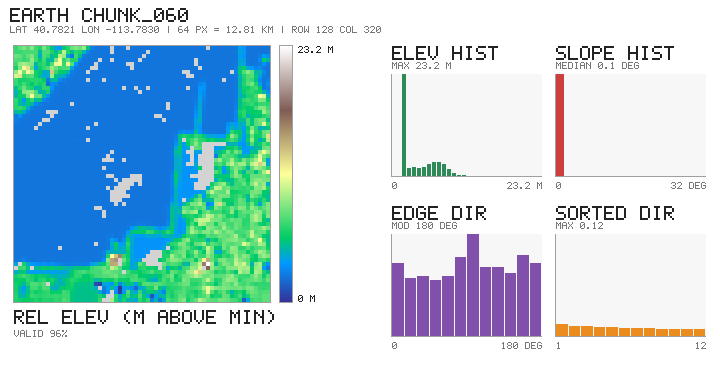 EARTH CHUNK_060
LAT 40.7821 LON -113.7830 | 64 PX = 12.81 KM | ROW 128 COL 320
23.2 M
0 M
REL ELEV (M ABOVE MIN)
VALID 96%
ELEV HIST
MAX 23.2 M
0 23.2 M
SLOPE HIST
MEDIAN 0.1 DEG
0 32 DEG
EDGE DIR
MOD 180 DEG
0 180 DEG
SORTED DIR
MAX 0.12
1 12